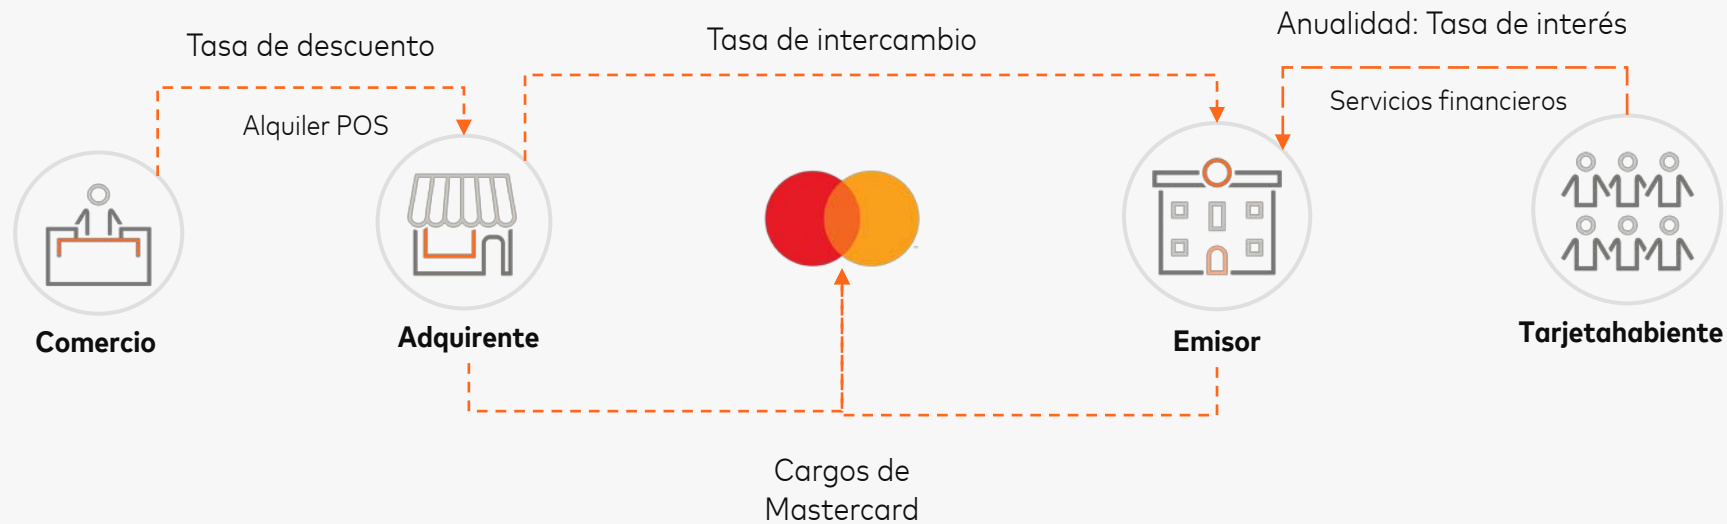 Tasa de descuento
Tasa de intercambio
Anualidad: Tasa de interés
Alquiler POS
Servicios financieros
Comercio
Adquirente
Emisor
Tarjetahabiente
Cargos de
Mastercard